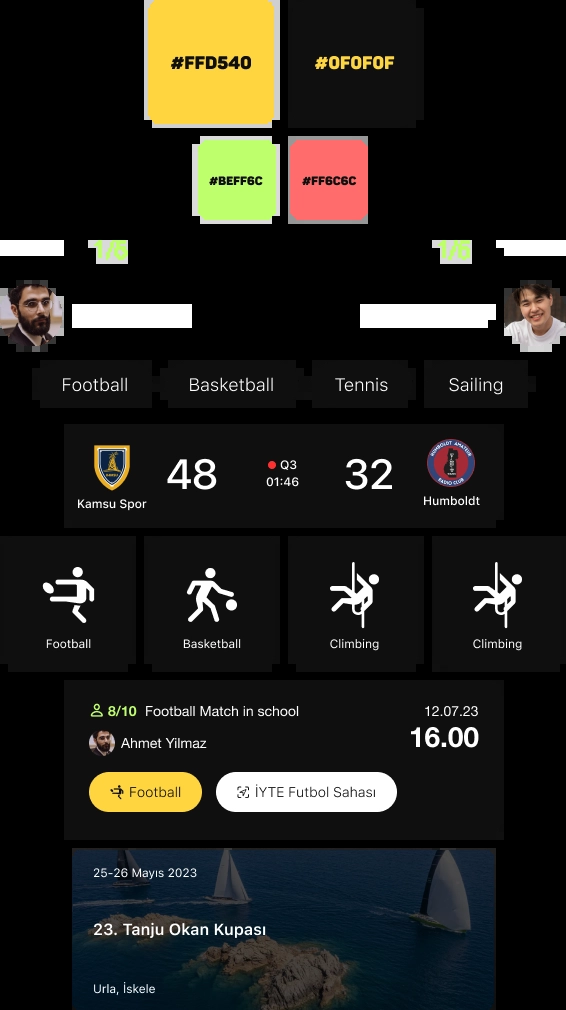 #FFD540
#0F0F0F
#BEFF6C
#FF6C6C
1/6
1/6
Football
Basketball
Tennis
Sailing
48
Q3
01:46
32
Kamsu Spor
Humboldt
Football
Basketball
Climbing
Climbing
8/10 Football Match in school
12.07.23
Ahmet Yilmaz
16.00
Football
İYTE Futbol Sahası
25-26 Mayıs 2023
23. Tanju Okan Kupası
Urla, İskele